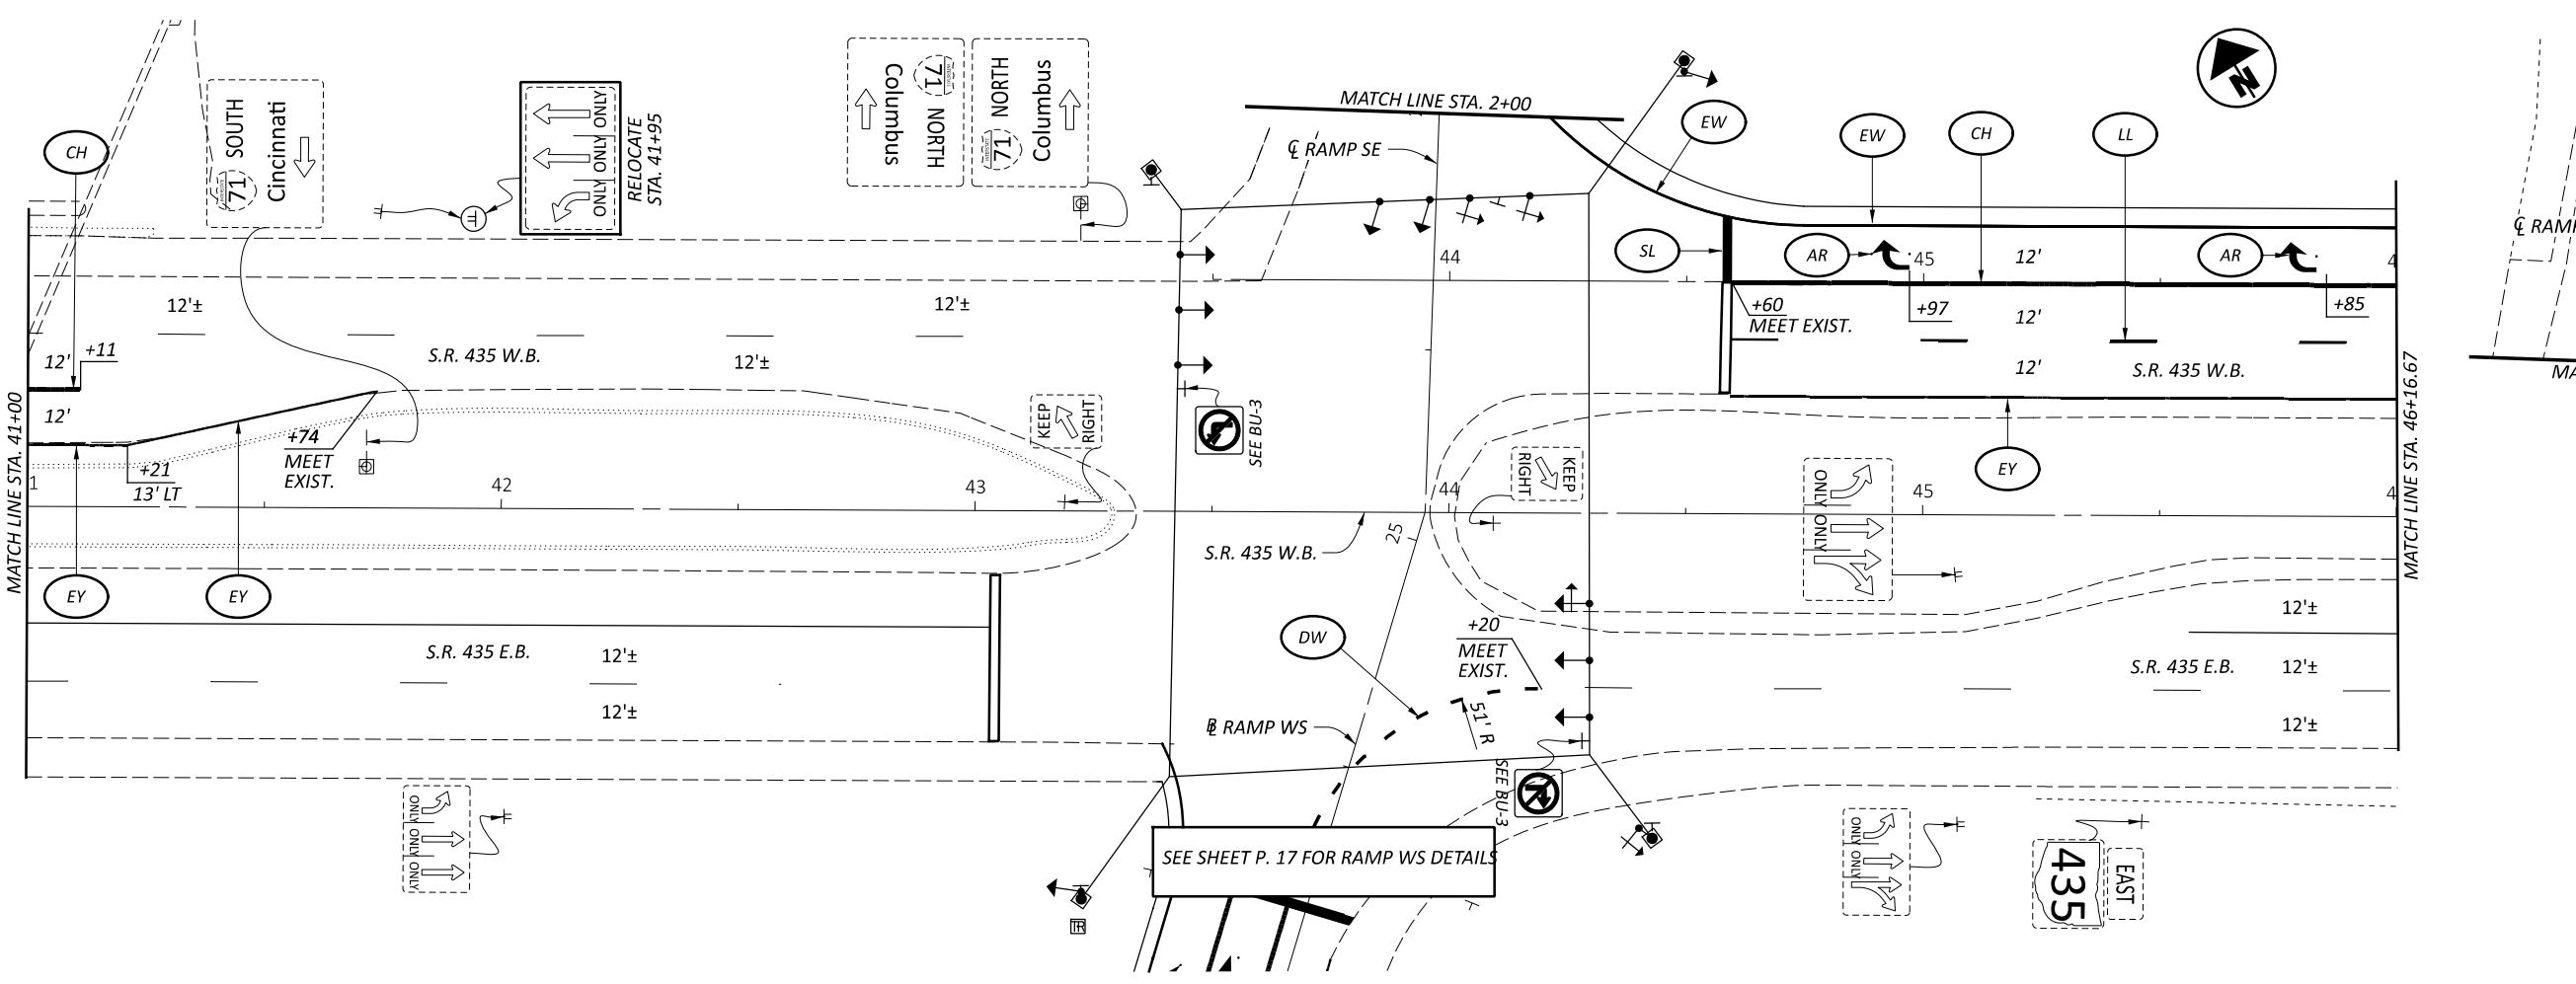 MATCH LINE STA. 41+00
CH
SOUTH
71
Cincinnati
ONLY
ONLY
ONLY
RELOCATE
STA. 41+95
Columbus
71 NORTH
71 NORTH
Columbus
MATCH LINE STA. 2+00
℄ RAMP SE
EW
EW
CH
LL
N
SL
AR
AR
44
45
4
12'
12'
12'
+60
MEET EXIST.
+97
+85
S.R. 435 W.B.
12'±
12'±
12'±
S.R. 435 W.B.
12'
+11
12'
+21
13' LT
+74
MEET
EXIST.
1
42
43
44
45
4
KEEP
RIGHT
SEE BU-3
KEEP
RIGHT
ONLY
ONLY
EY
MATCH LINE STA. 46+16.67
S.R. 435 W.B.
25
EY
EY
S.R. 435 E.B.
12'±
12'±
DW
+20
MEET
EXIST.
51' R
RAMP WS
SEE BU-3
S.R. 435 E.B.
12'±
12'±
12'±
SEE SHEET P. 17 FOR RAMP WS DETAILS
TR
ONLY
ONLY
ONLY
ONLY
ONLY
EAST
435
℄ RAMP
MA